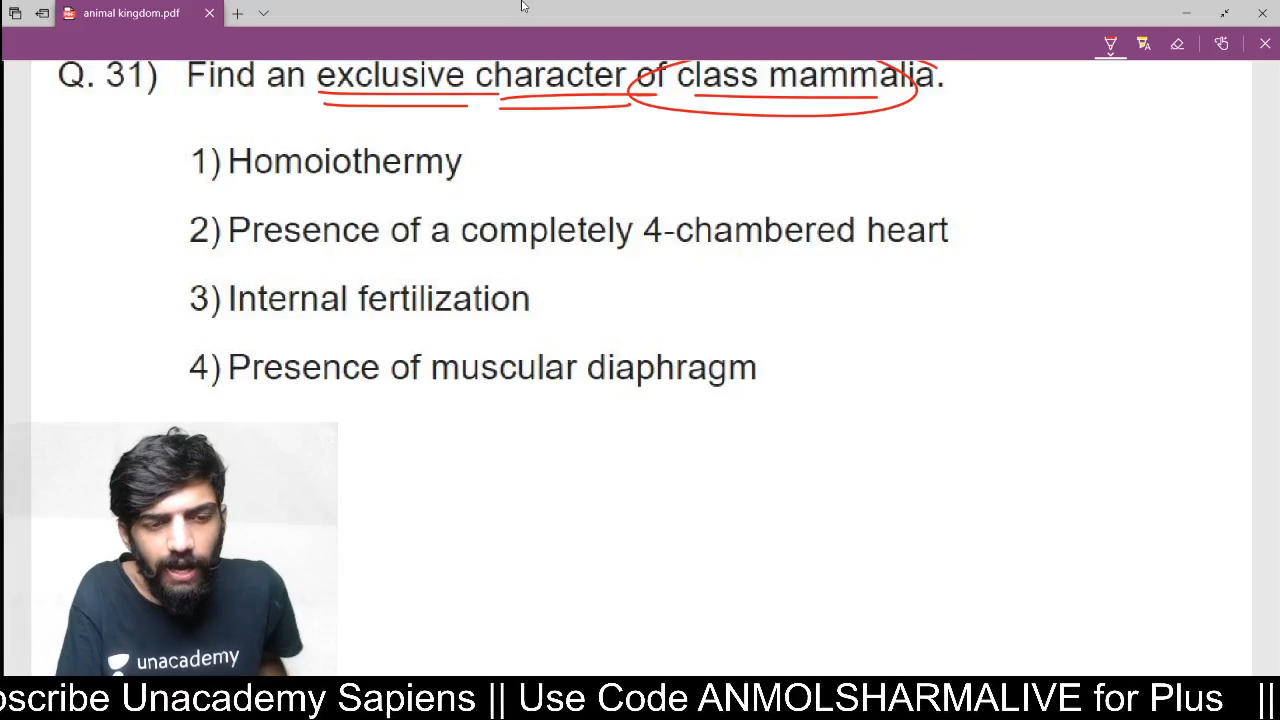 animal kingdom.pdf
Q. 31) Find an exclusive character of class mammalia.
1) Homoiothermy
2) Presence of a completely 4-chambered heart
3) Internal fertilization
4) Presence of muscular diaphragm
unacademy
oscribe Unacademy Sapiens || Use Code ANMOLSHARMALIVE for Plus ||